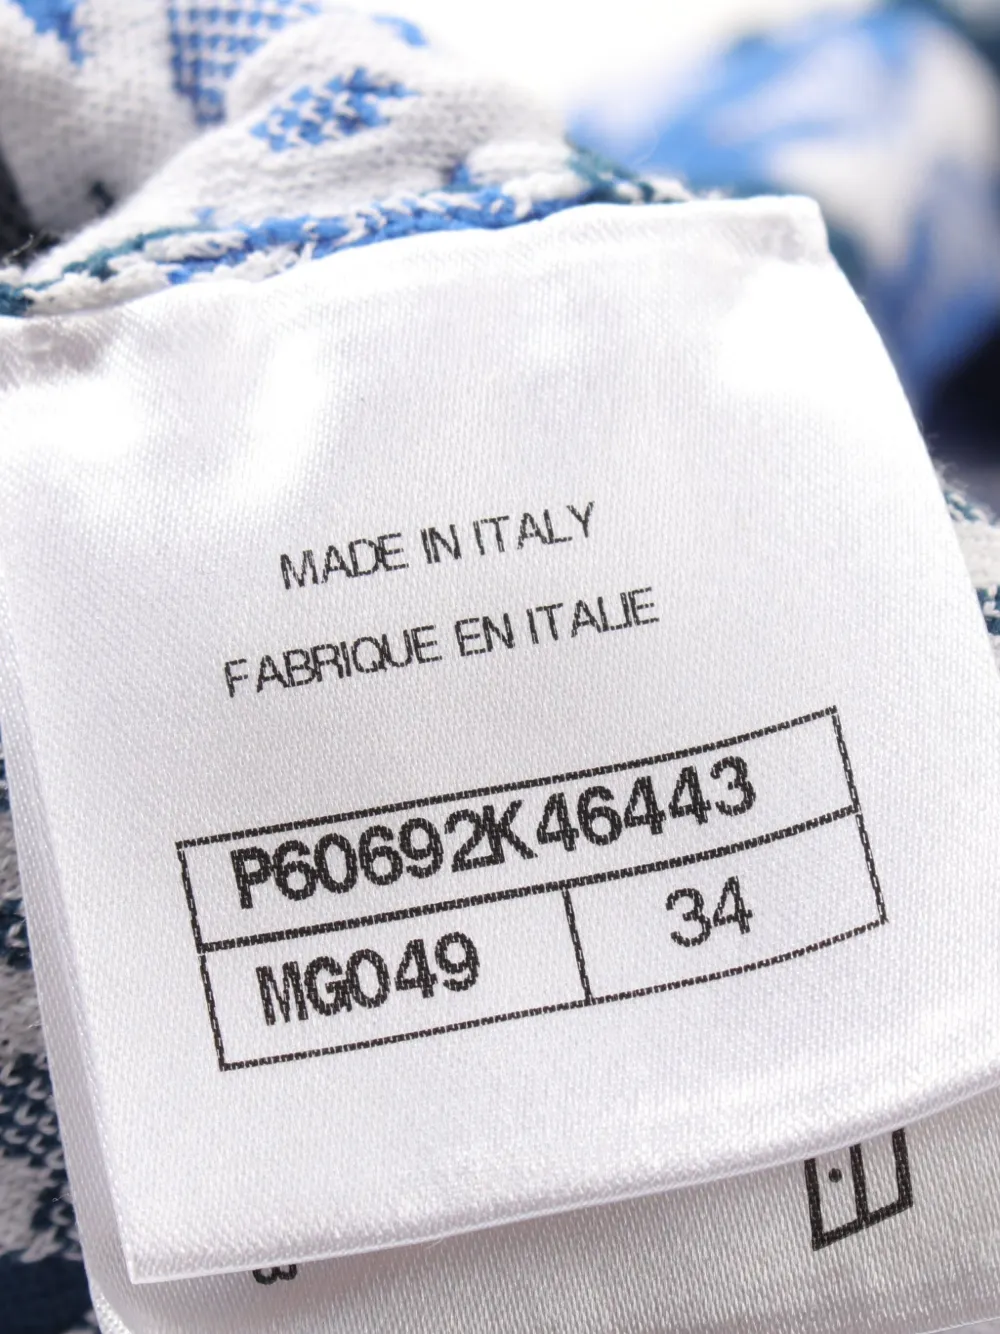 MADE IN ITALY
FABRIQUE EN ITALIE
P60692K46443
MG049 34